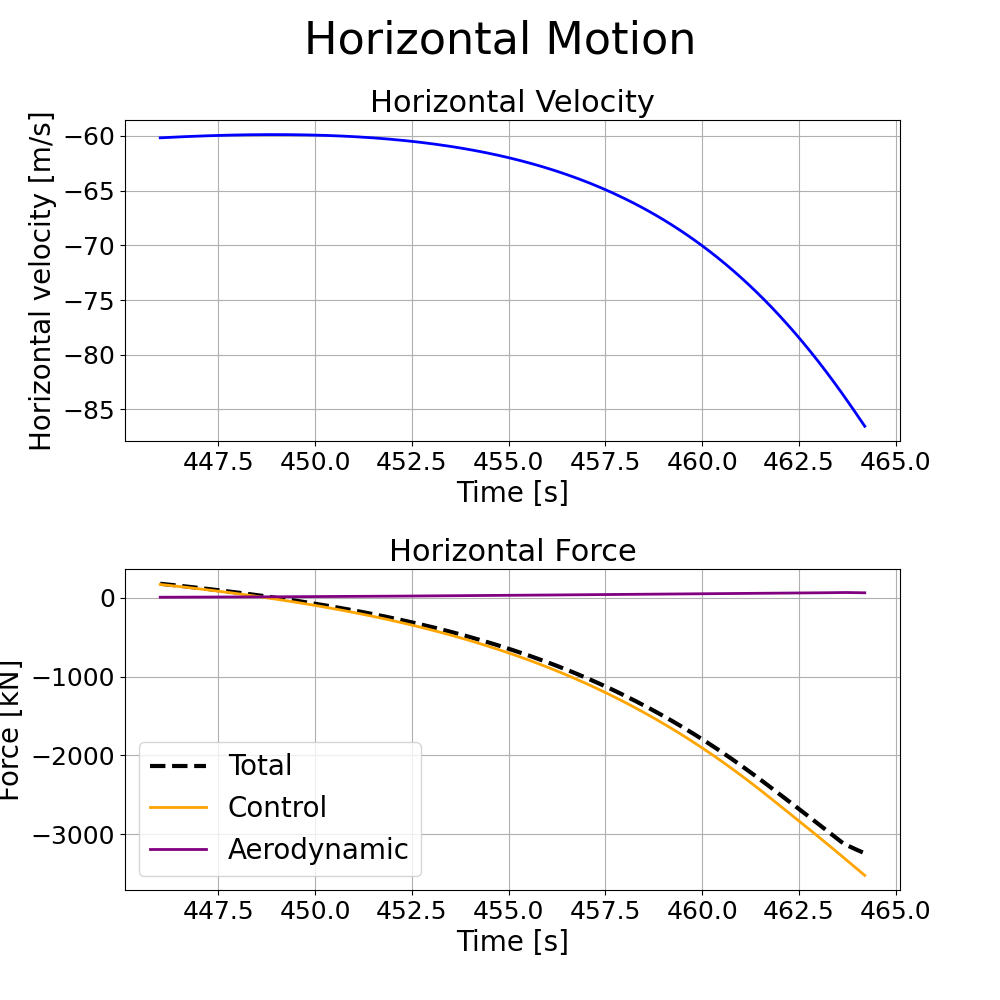 Horizontal Motion
Horizontal Velocity
Horizontal velocity [m/s]
−60
−65
−70
−75
−80
−85
447.5 450.0 452.5 455.0 457.5 460.0 462.5 465.0
Time [s]
Horizontal Force
Force [kN]
0
−1000
−2000
−3000
Total
Control
Aerodynamic
447.5 450.0 452.5 455.0 457.5 460.0 462.5 465.0
Time [s]